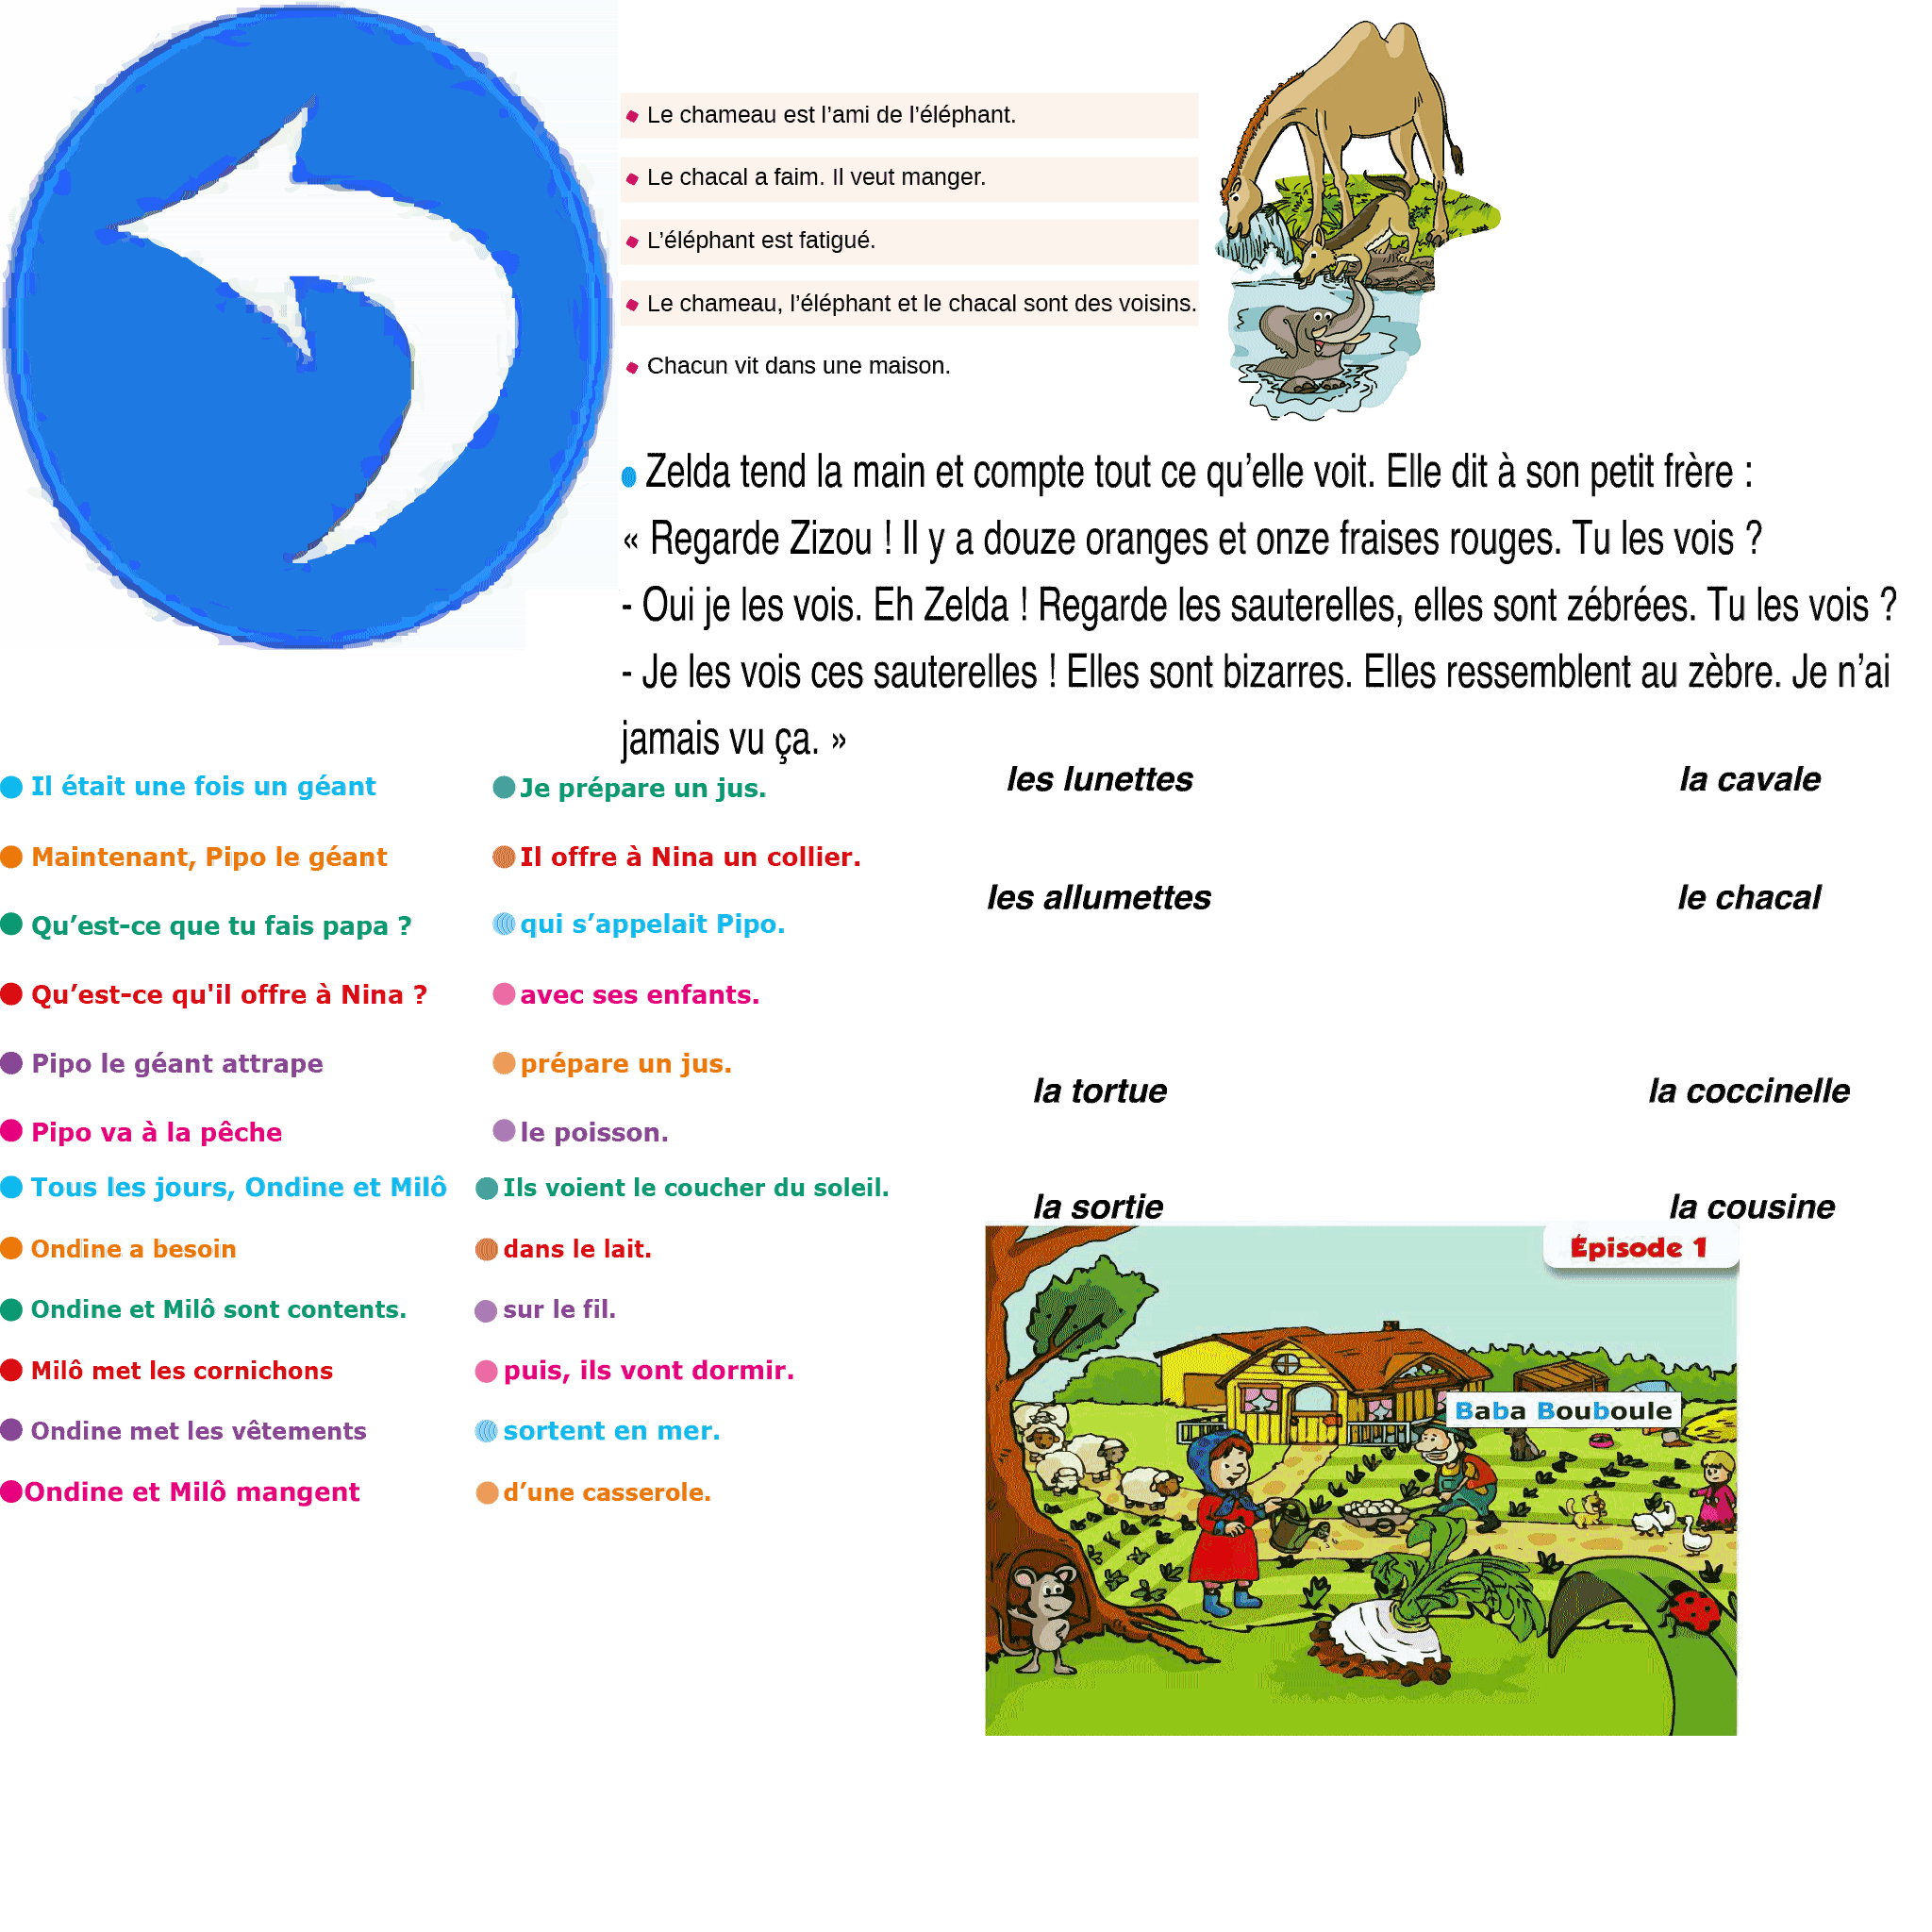 Le chameau est l’ami de l’éléphant.
Le chacal a faim. Il veut manger.
L’éléphant est fatigué.
Le chameau, l’éléphant et le chacal sont des voisins.
Chacun vit dans une maison.
Zelda tend la main et compte tout ce qu’elle voit. Elle dit à son petit frère :
« Regarde Zizou ! Il y a douze oranges et onze fraises rouges. Tu les vois ?
- Oui je les vois. Eh Zelda ! Regarde les sauterelles, elles sont zébrées. Tu les vois ?
- Je les vois ces sauterelles ! Elles sont bizarres. Elles ressemblent au zèbre. Je n’ai
jamais vu ça. »
Il était une fois un géant
Maintenant, Pipo le géant
Qu’est-ce que tu fais papa ?
Qu’est-ce qu'il offre à Nina ?
Pipo le géant attrape
Pipo va à la pêche
Je prépare un jus.
Il offre à Nina un collier.
qui s’appelait Pipo.
avec ses enfants.
prépare un jus.
le poisson.
Tous les jours, Ondine et Milô
Ondine a besoin
Ondine et Milô sont contents.
Milô met les cornichons
Ondine met les vêtements
Ondine et Milô mangent
Ils voient le coucher du soleil.
dans le lait.
sur le fil.
puis, ils vont dormir.
sortent en mer.
d’une casserole.
les lunettes
la cavale
les allumettes
le chacal
la tortue
la coccinelle
la sortie
la cousine
Épisode 1
Baba Bouboule